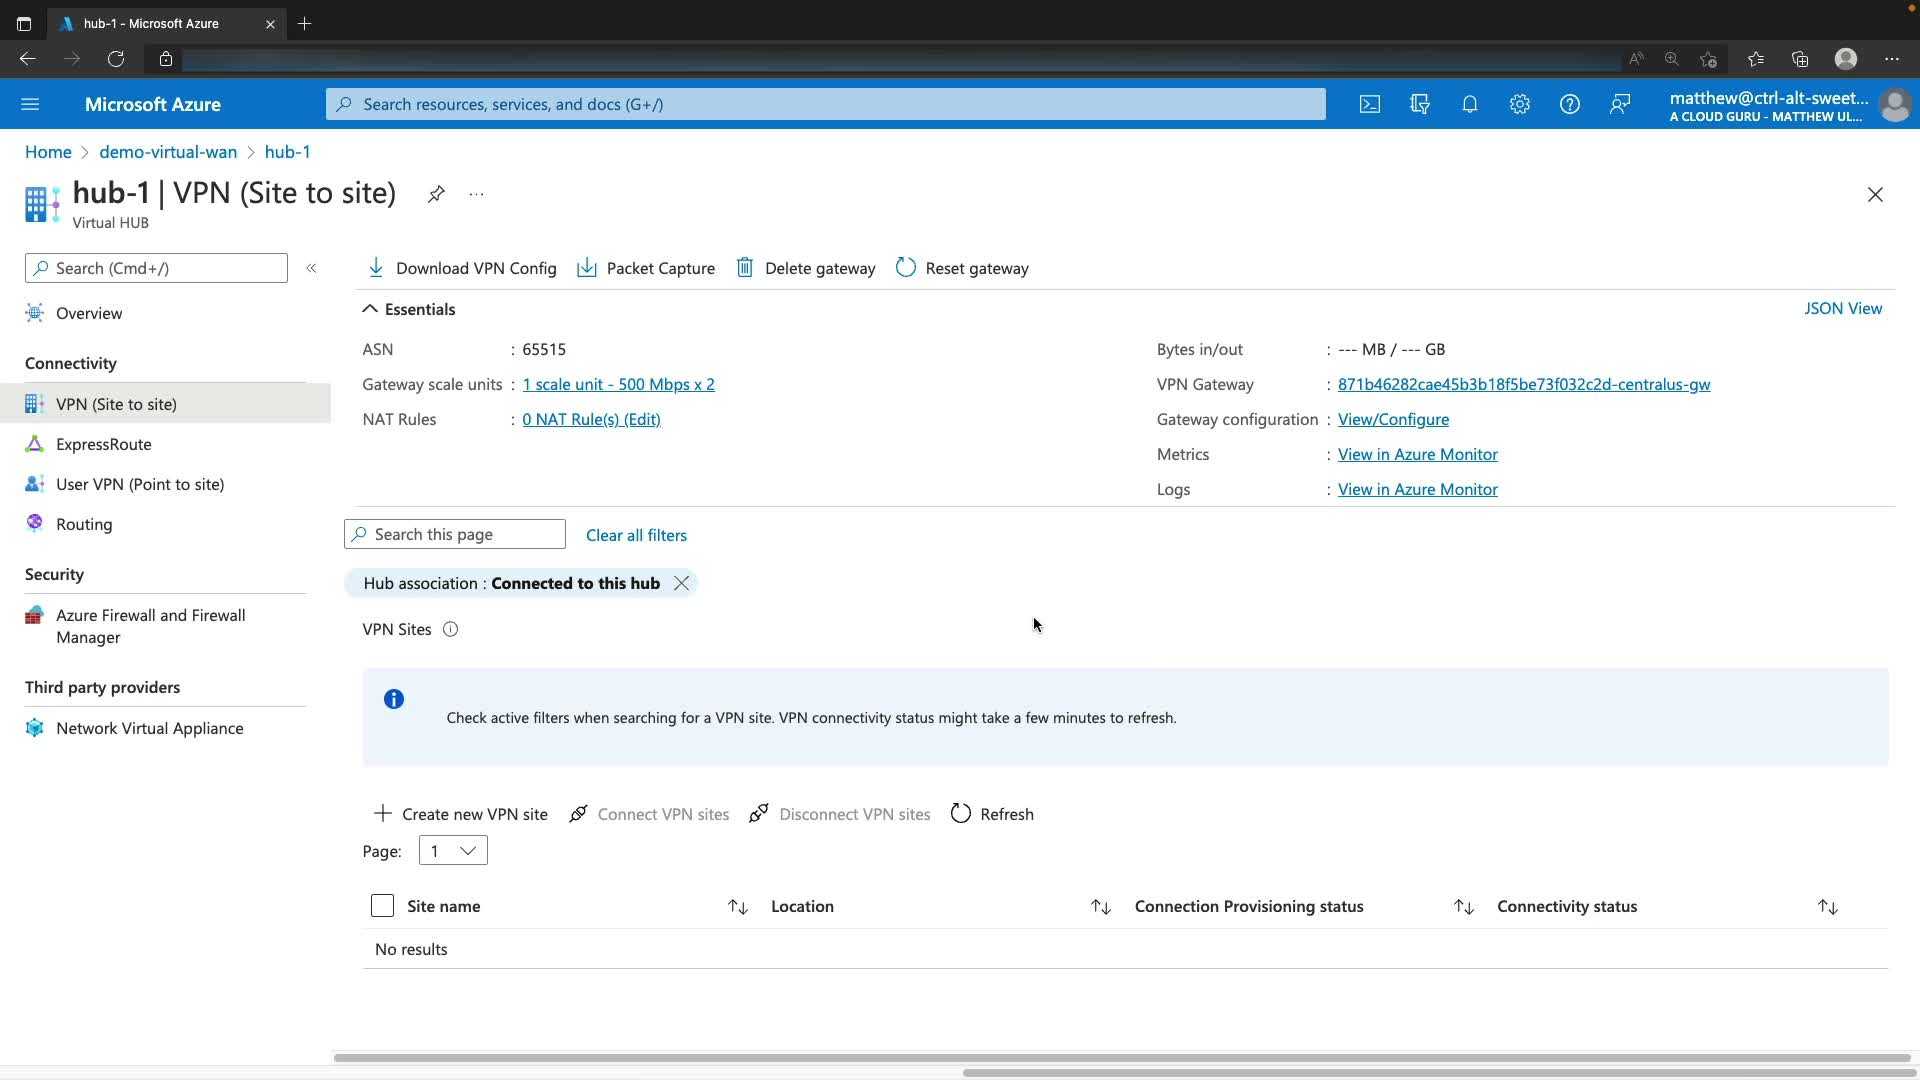 hub-1 - Microsoft Azure
Microsoft Azure
Search resources, services, and docs (G+/)
matthew@ctrl-alt-sweet...
A CLOUD GURU - MATTHEW UL...
Home > demo-virtual-wan > hub-1
hub-1 | VPN (Site to site)
Virtual HUB
Search (Cmd+/)
Overview
Connectivity
VPN (Site to site)
ExpressRoute
User VPN (Point to site)
Routing
Security
Azure Firewall and Firewall
Manager
Third party providers
Network Virtual Appliance
Download VPN Config
Packet Capture
Delete gateway
Reset gateway
Essentials
JSON View
ASN : 65515
Gateway scale units : 1 scale unit - 500 Mbps x 2
NAT Rules : 0 NAT Rule(s) (Edit)
Bytes in/out : --- MB / --- GB
VPN Gateway : 871b46282cae45b3b18f5be73f032c2d-centralus-gw
Gateway configuration : View/Configure
Metrics : View in Azure Monitor
Logs : View in Azure Monitor
Search this page
Clear all filters
Hub association : Connected to this hub
VPN Sites
Check active filters when searching for a VPN site. VPN connectivity status might take a few minutes to refresh.
Create new VPN site
Connect VPN sites
Disconnect VPN sites
Refresh
Page: 1
Site name
Location
Connection Provisioning status
Connectivity status
No results